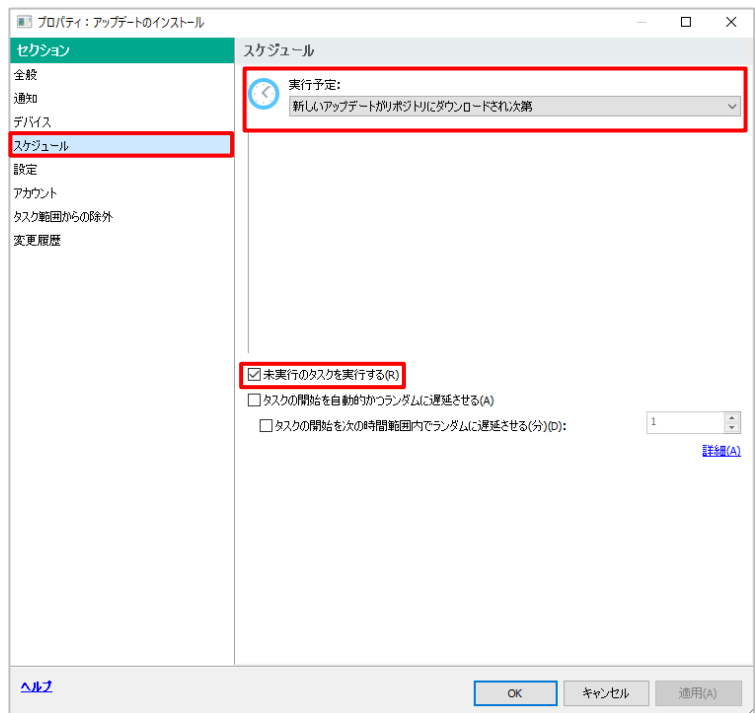 プロパティ：アップデートのインストール
セクション
全般
通知
デバイス
スケジュール
設定
アカウント
タスク範囲からの除外
変更履歴
スケジュール
実行予定:
新しいアップデートがリポジトリにダウンロードされ次第
未実行のタスクを実行する(R)
タスクの開始を自動的かつランダムに遅延させる(A)
タスクの開始を次の時間範囲内でランダムに遅延させる(分)(D):
1
詳細(A)
ヘルプ
OK
キャンセル
適用(A)